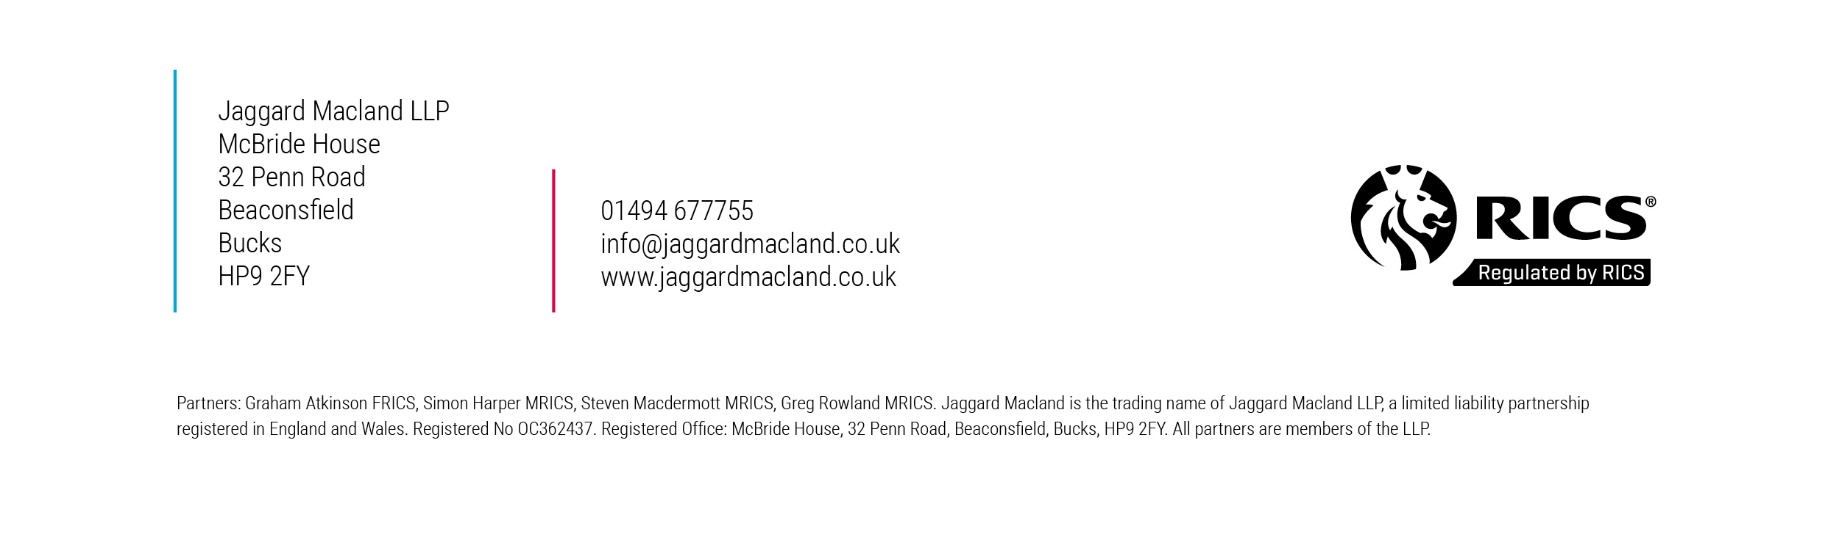 Jaggard Macland LLP
McBride House
32 Penn Road
Beaconsfield
Bucks
HP9 2FY
01494 677755
info@jaggardmacland.co.uk
www.jaggardmacland.co.uk
RICS®
Regulated by RICS
Partners: Graham Atkinson FRICS, Simon Harper MRICS, Steven Macdermott MRICS, Greg Rowland MRICS. Jaggard Macland is the trading name of Jaggard Macland LLP, a limited liability partnership
registered in England and Wales. Registered No OC362437. Registered Office: McBride House, 32 Penn Road, Beaconsfield, Bucks, HP9 2FY. All partners are members of the LLP.